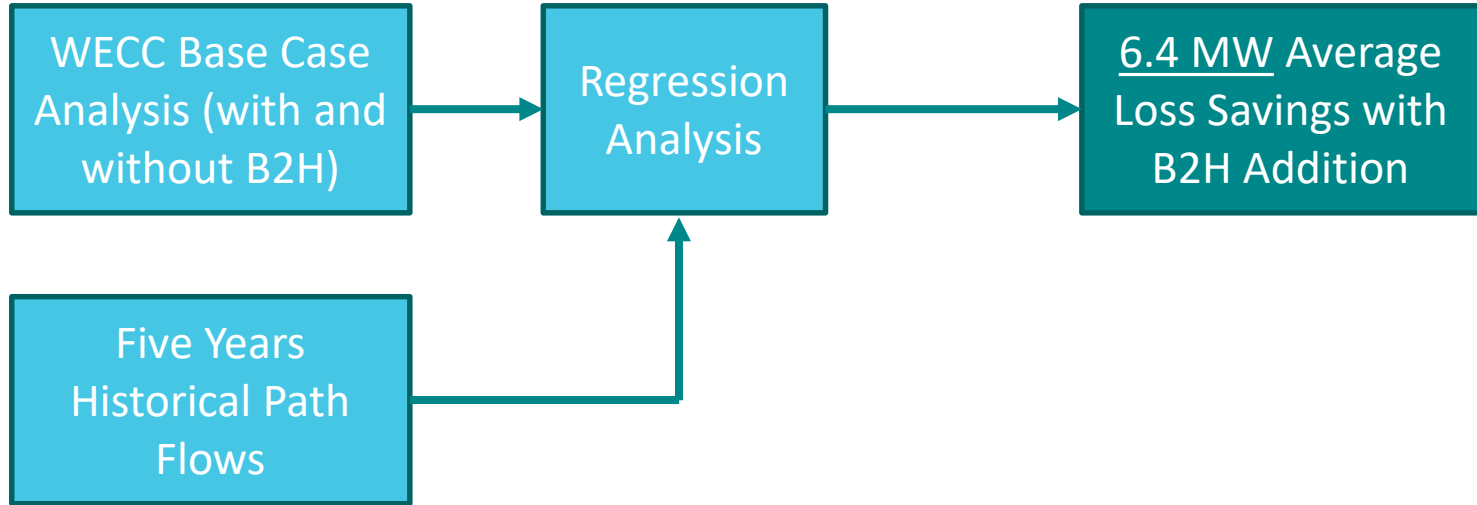 WECC Base Case
Analysis (with and
without B2H)
Regression
Analysis
6.4 MW Average
Loss Savings with
B2H Addition
Five Years
Historical Path
Flows